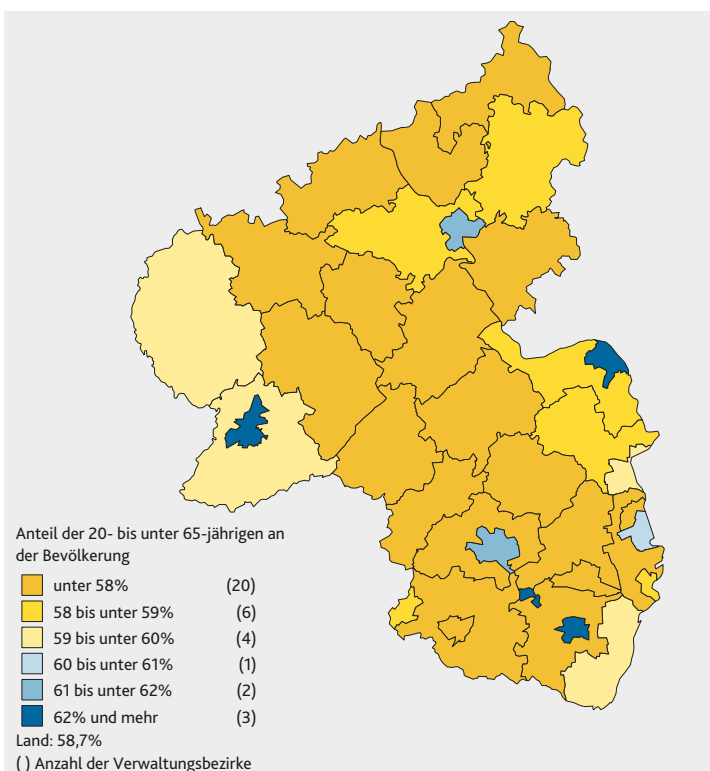 Anteil der 20- bis unter 65-jährigen an
der Bevölkerung
unter 58% (20)
58 bis unter 59% (6)
59 bis unter 60% (4)
60 bis unter 61% (1)
61 bis unter 62% (2)
62% und mehr (3)
Land: 58,7%
( ) Anzahl der Verwaltungsbezirke